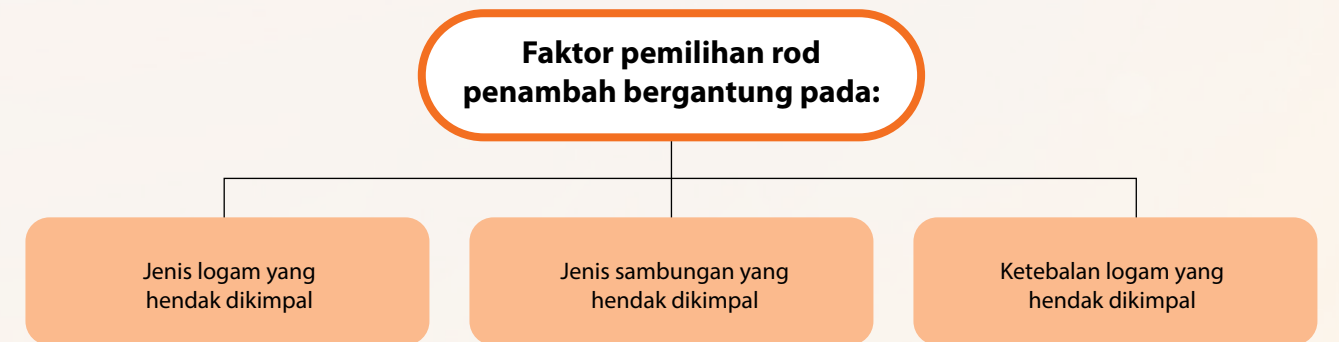 Faktor pemilihan rod
penambah bergantung pada:
Jenis logam yang
hendak dikimpal
Jenis sambungan yang
hendak dikimpal
Ketebalan logam yang
hendak dikimpal